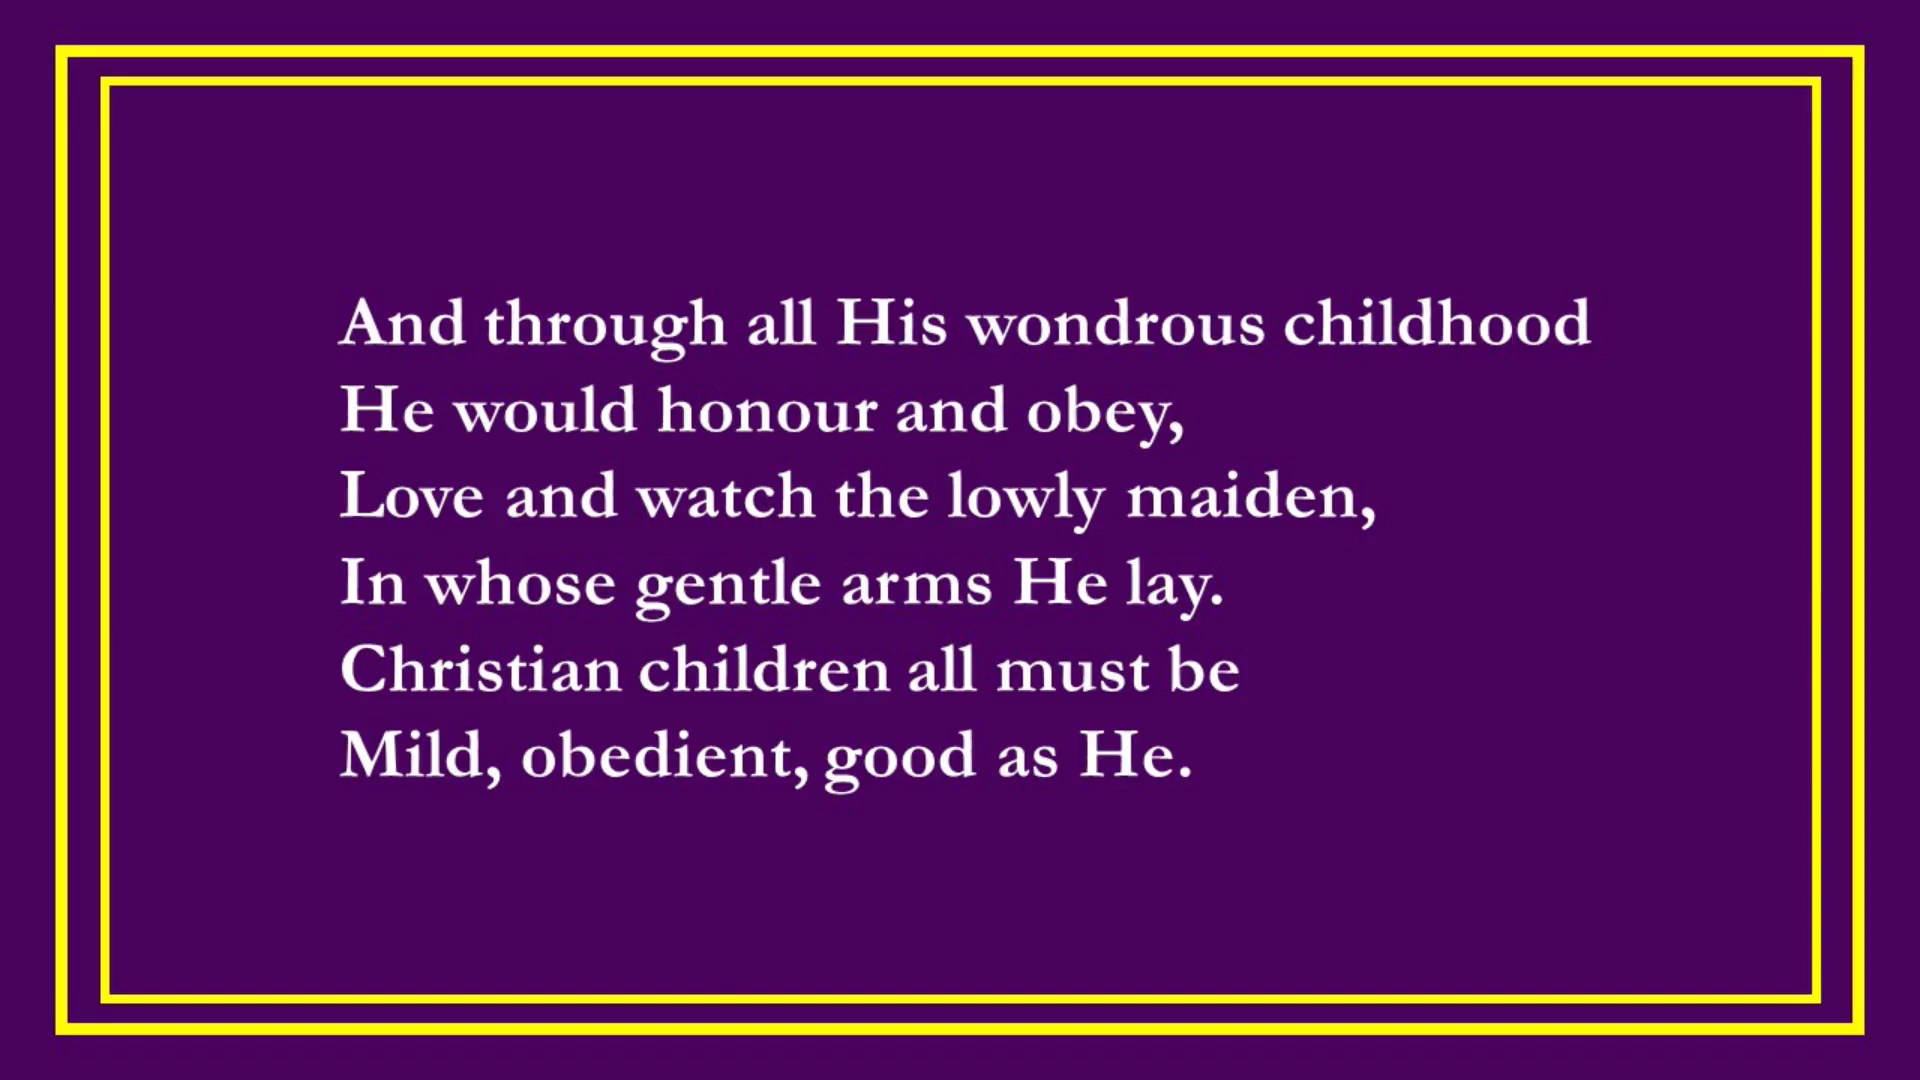 And through all His wondrous childhood
He would honour and obey,
Love and watch the lowly maiden,
In whose gentle arms He lay.
Christian children all must be
Mild, obedient, good as He.